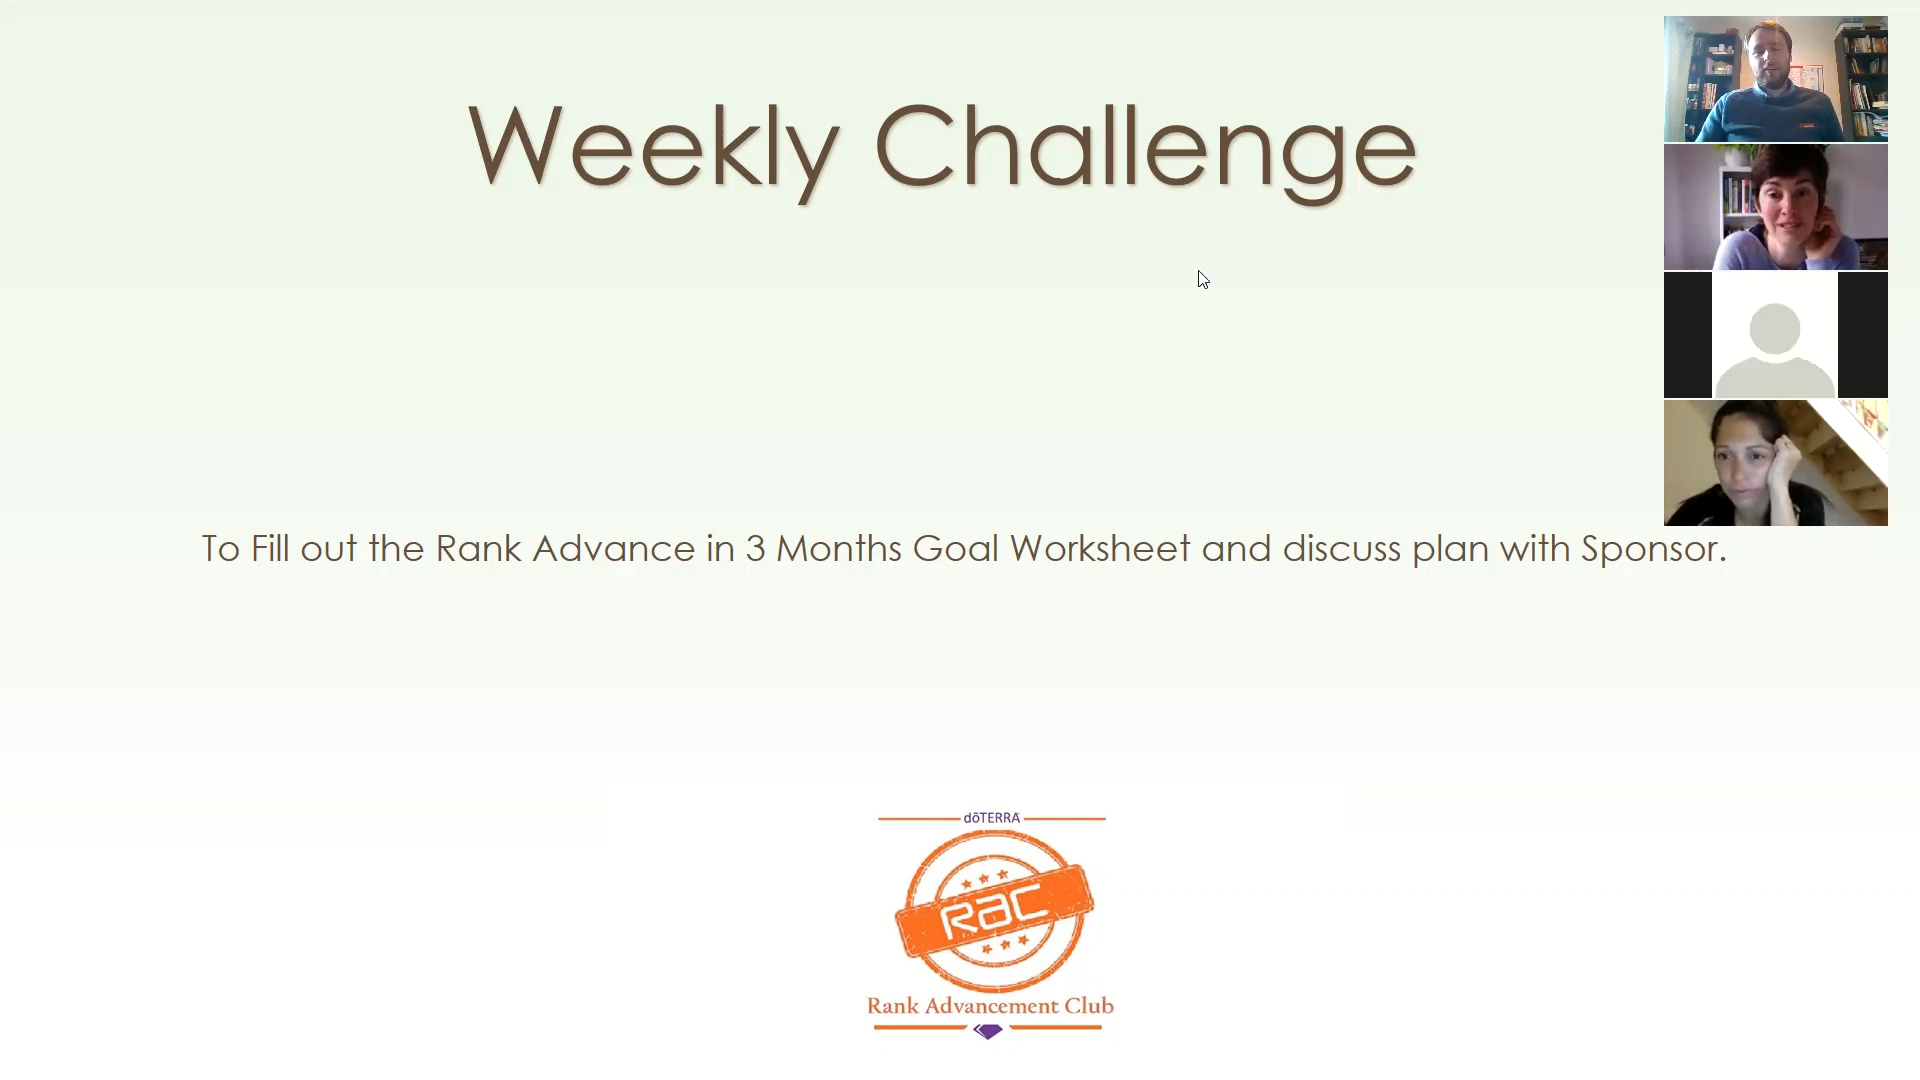 Weekly Challenge
To Fill out the Rank Advance in 3 Months Goal Worksheet and discuss plan with Sponsor.
dōTERRA
Rac
Rank Advancement Club